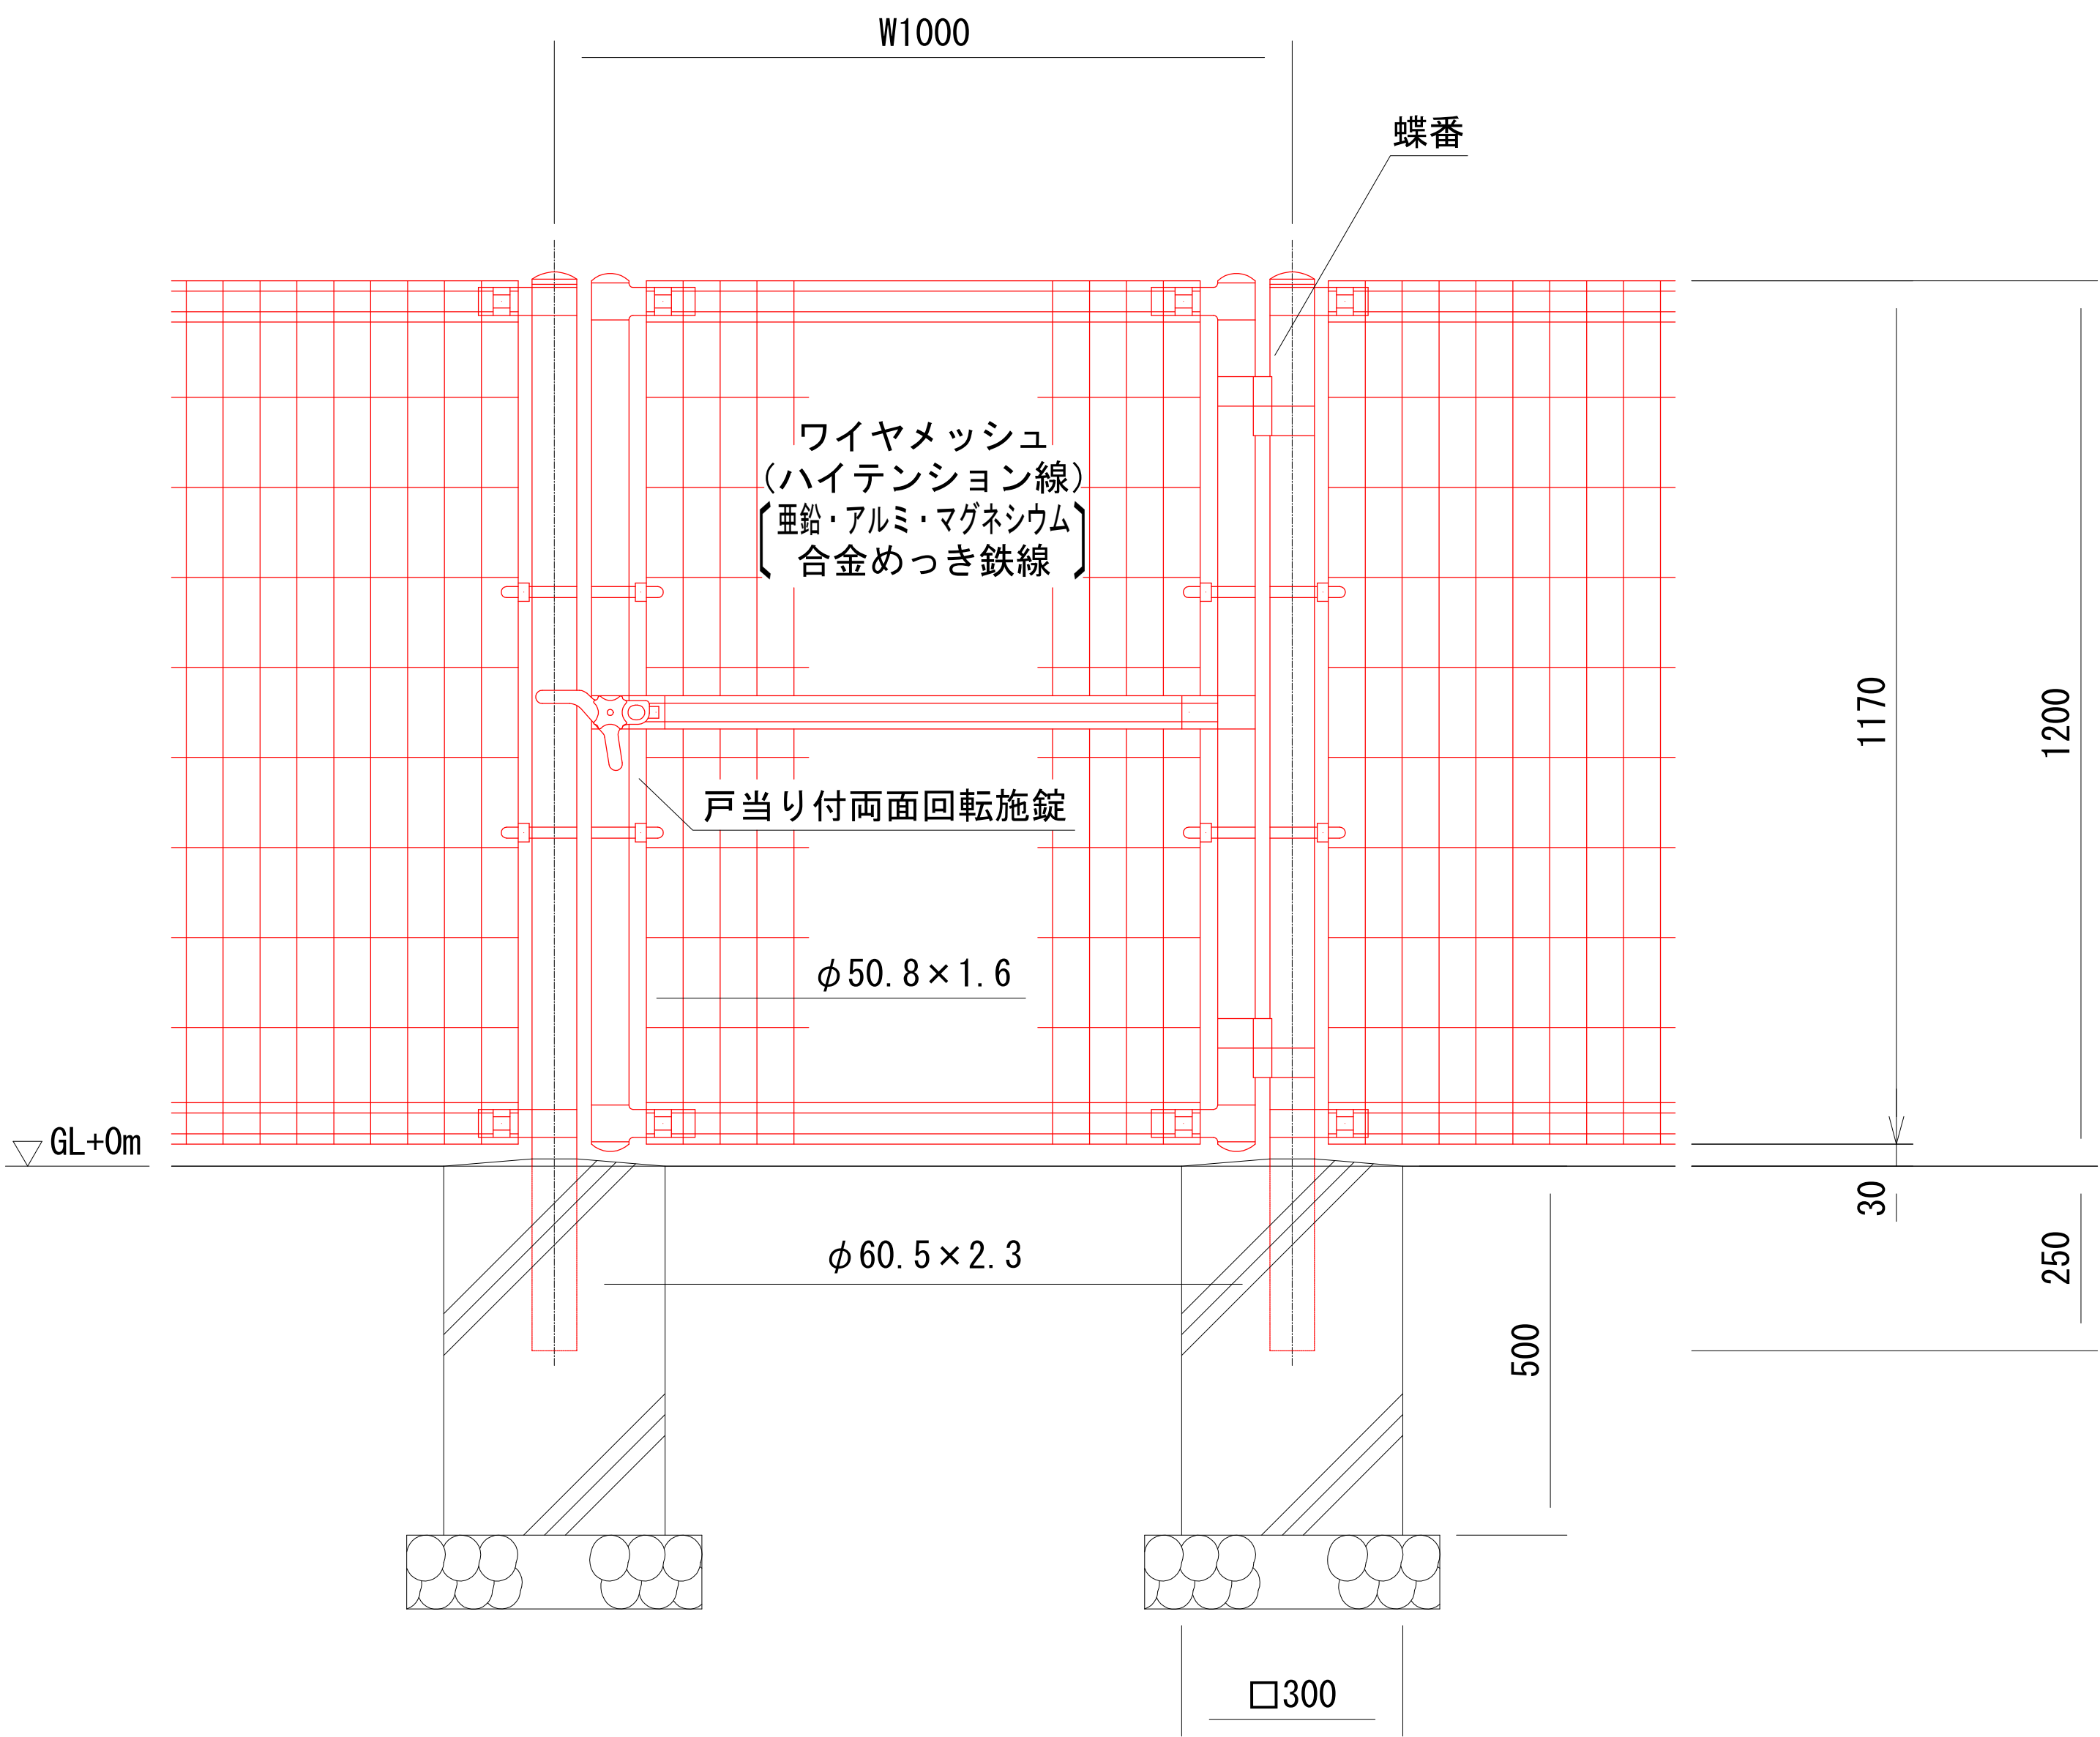 W1000
蝶番
ワイヤメッシュ
(ハイテンション線)
亜鉛・アルミ・マグネシウム
合金めっき鉄線
1170
1200
戸当り付両面回転施錠
φ50.8×1.6
GL+0m
30
φ60.5×2.3
250
500
□300